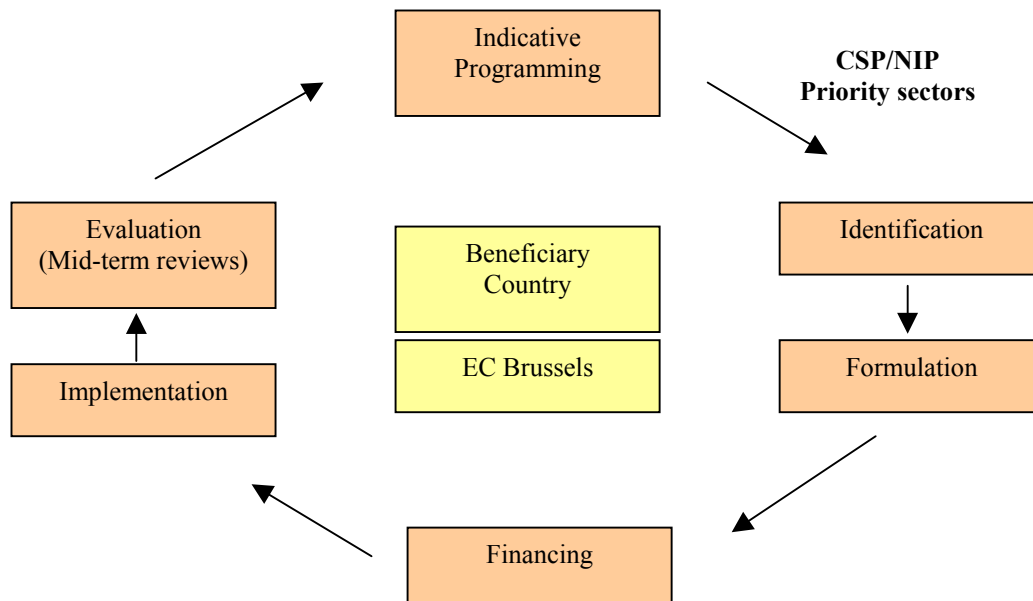 Indicative
Programming
CSP/NIP
Priority sectors
Evaluation
(Mid-term reviews)
Beneficiary
Country
Identification
Implementation
EC Brussels
Formulation
Financing